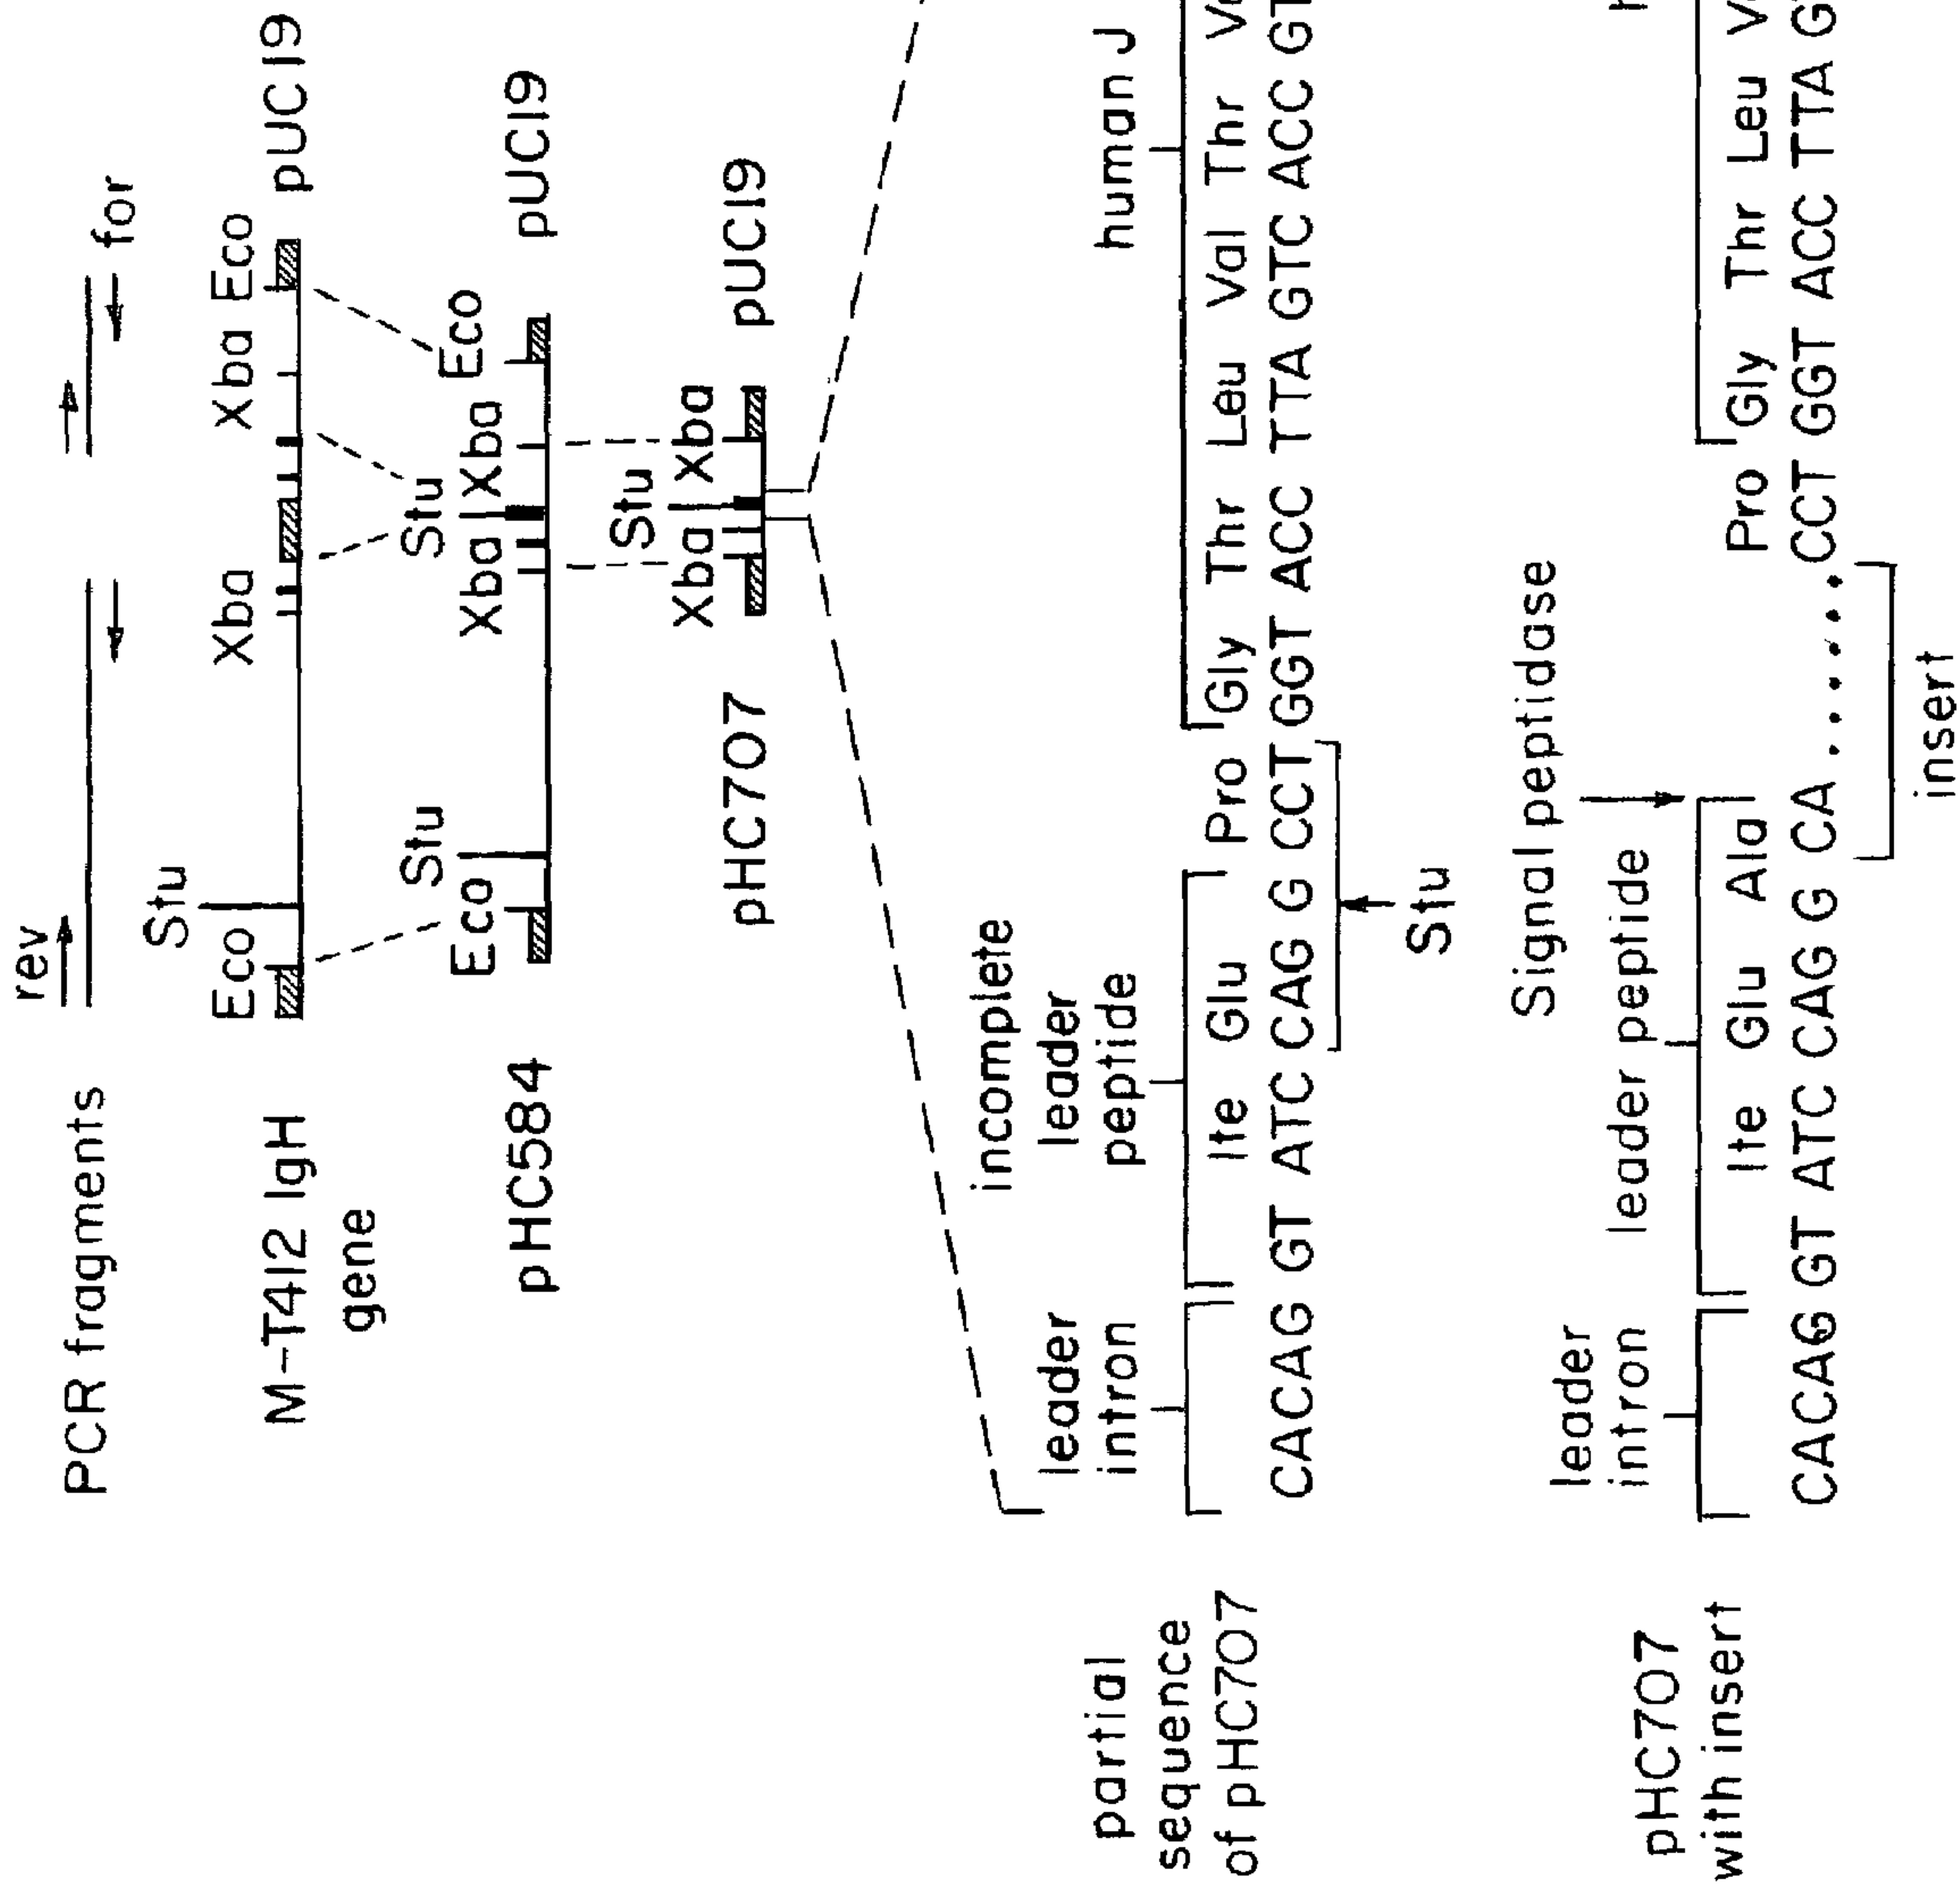 rev
PCR fragments
for
Stu
Eco Xba Xba Eco
M-T412 IgH pUC19
gene
Stu Stu
Eco Xba Xba Eco
pHC584 pUC19
Stu
Xba Xba
pHC707 pUC19
incomplete
leader leader human J
intron peptide
partial
sequence
of pHC707
Ite Glu Pro Gly Thr Leu Val Thr
CACAG GT ATC CAG G CCT GGT ACC TTA GTC ACC GT
Stu
Signal peptidase
leader
intron leader peptide
pHC707
with insert
Ite Glu Ala Pro Gly Thr Leu
CACAG GT ATC CAG G CA ...... CCT GGT ACC TTA G
insert